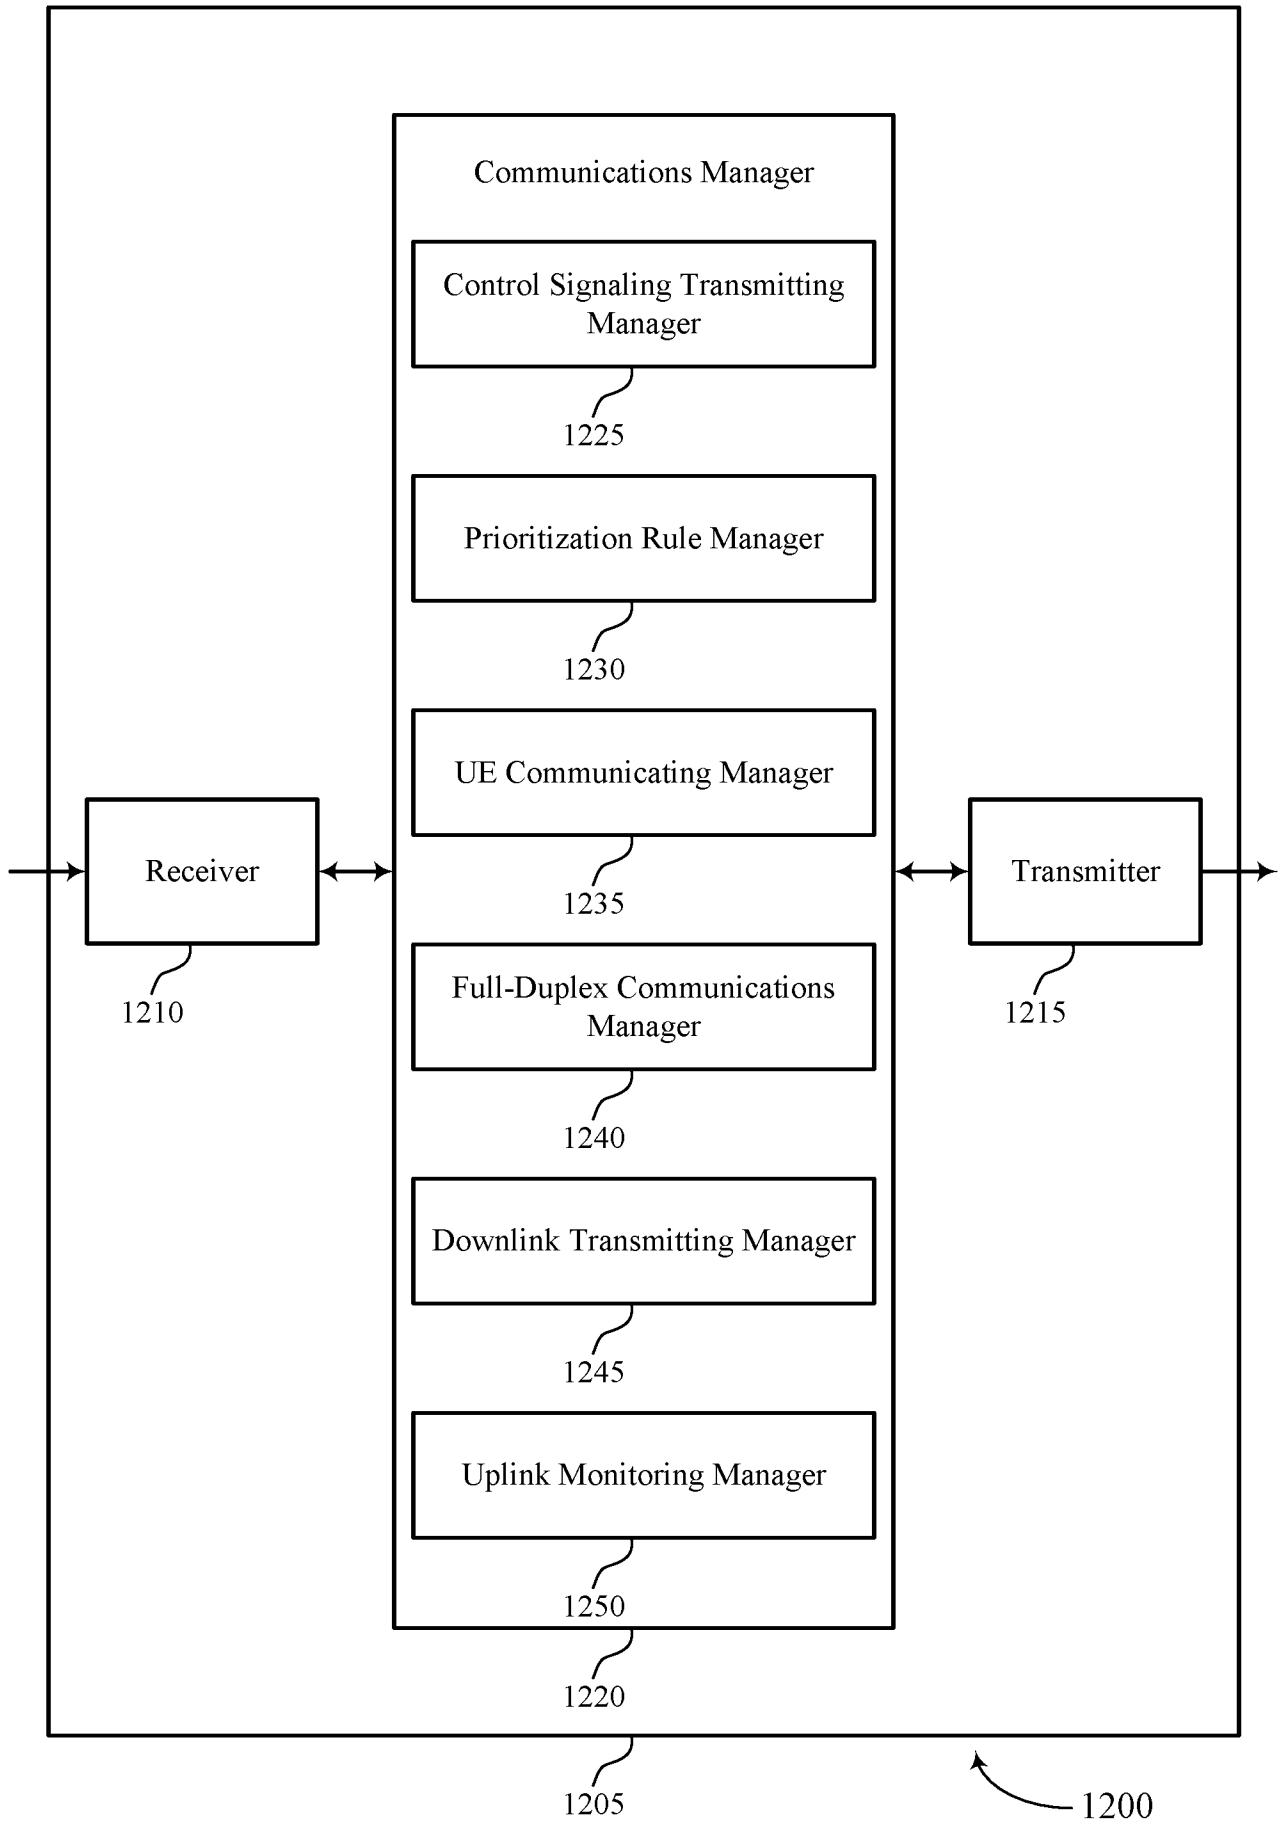 Communications Manager
Control Signaling Transmitting
Manager
1225
Prioritization Rule Manager
1230
UE Communicating Manager
1235
Receiver
1210
Transmitter
1215
Full-Duplex Communications
Manager
1240
Downlink Transmitting Manager
1245
Uplink Monitoring Manager
1250
1220
1205
1200